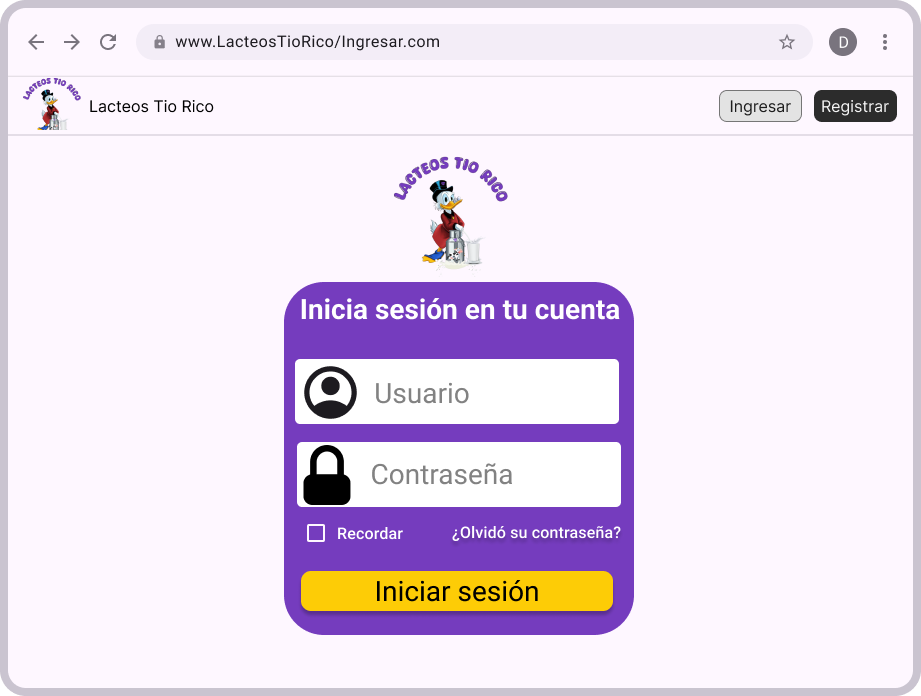 www.LacteosTioRico/Ingresar.com
D
LACTEOS TIO RICO
Lacteos Tio Rico
Ingresar
Registrar
LACTEOS TIO RICO
Inicia sesión en tu cuenta
Usuario
Contraseña
Recordar
¿Olvidó su contraseña?
Iniciar sesión